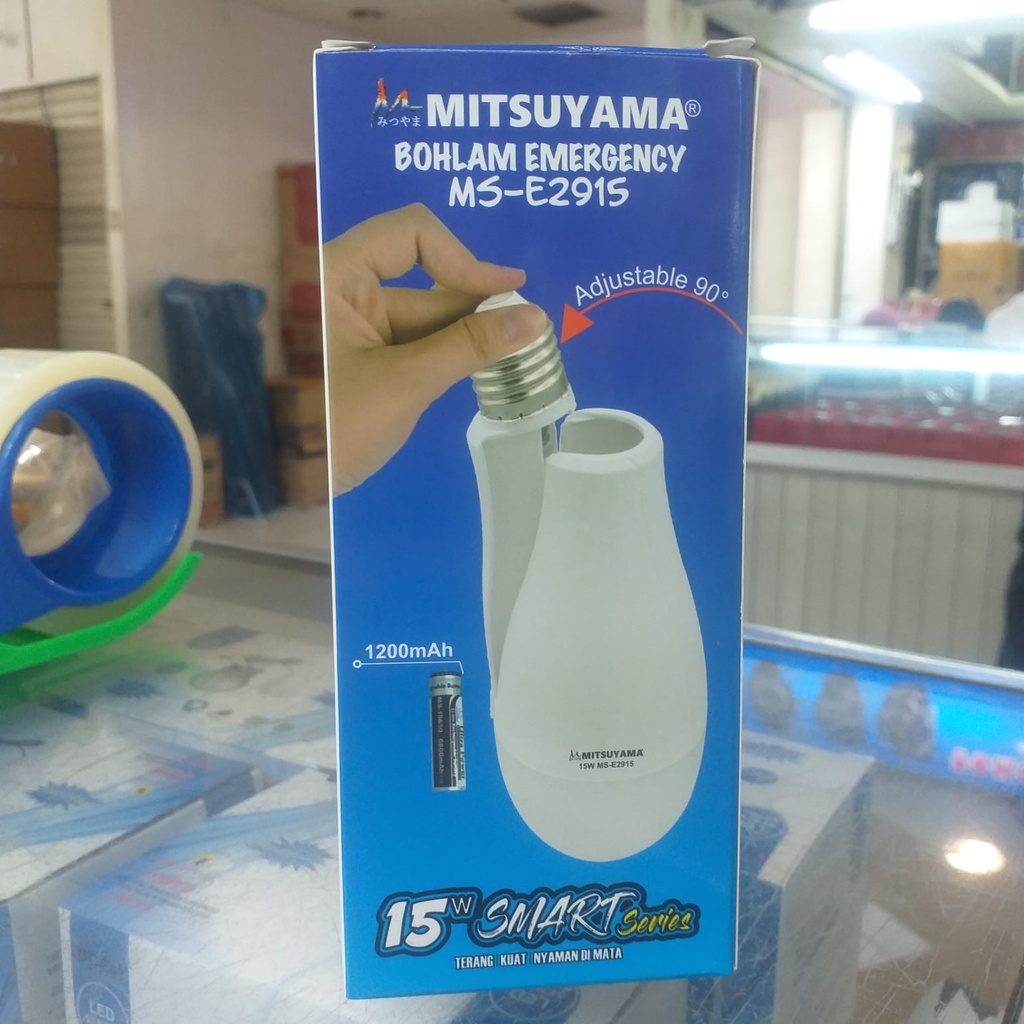 MITSUYAMA®
みつやま
BOHLAM EMERGENCY
MS-E2915
Adjustable 90°
1200mAh
MITSUYAMA
15W MS-E2915
15W SMART Series
TERANG KUAT NYAMAN DI MATA
LED